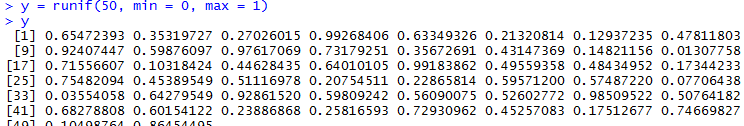 > y = runif(50, min = 0, max = 1)
> y
[1] 0.65472393 0.35319727 0.27026015 0.99268406 0.63349326 0.21320814 0.12937235 0.47811803
[9] 0.92407447 0.59876097 0.97617069 0.73179251 0.35672691 0.43147369 0.14821156 0.01307758
[17] 0.71556607 0.10318424 0.44628435 0.64010105 0.99183862 0.49559358 0.48434952 0.17344233
[25] 0.75482094 0.45389549 0.51116978 0.20754511 0.22865814 0.59571200 0.57487220 0.07706438
[33] 0.03554058 0.64279549 0.92861520 0.59809242 0.56090075 0.52602772 0.98509522 0.50764182
[41] 0.68278808 0.60154122 0.23886868 0.25816593 0.72930962 0.45257083 0.17512677 0.74669827
[49] 0.10498764 0.86454495